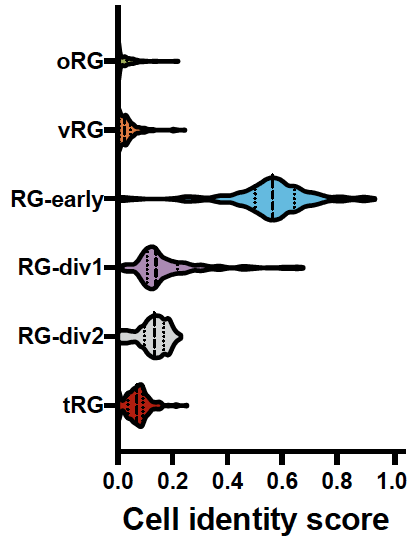 oRG
vRG
RG-early
RG-div1
RG-div2
tRG
0.0 0.2 0.4 0.6 0.8 1.0
Cell identity score